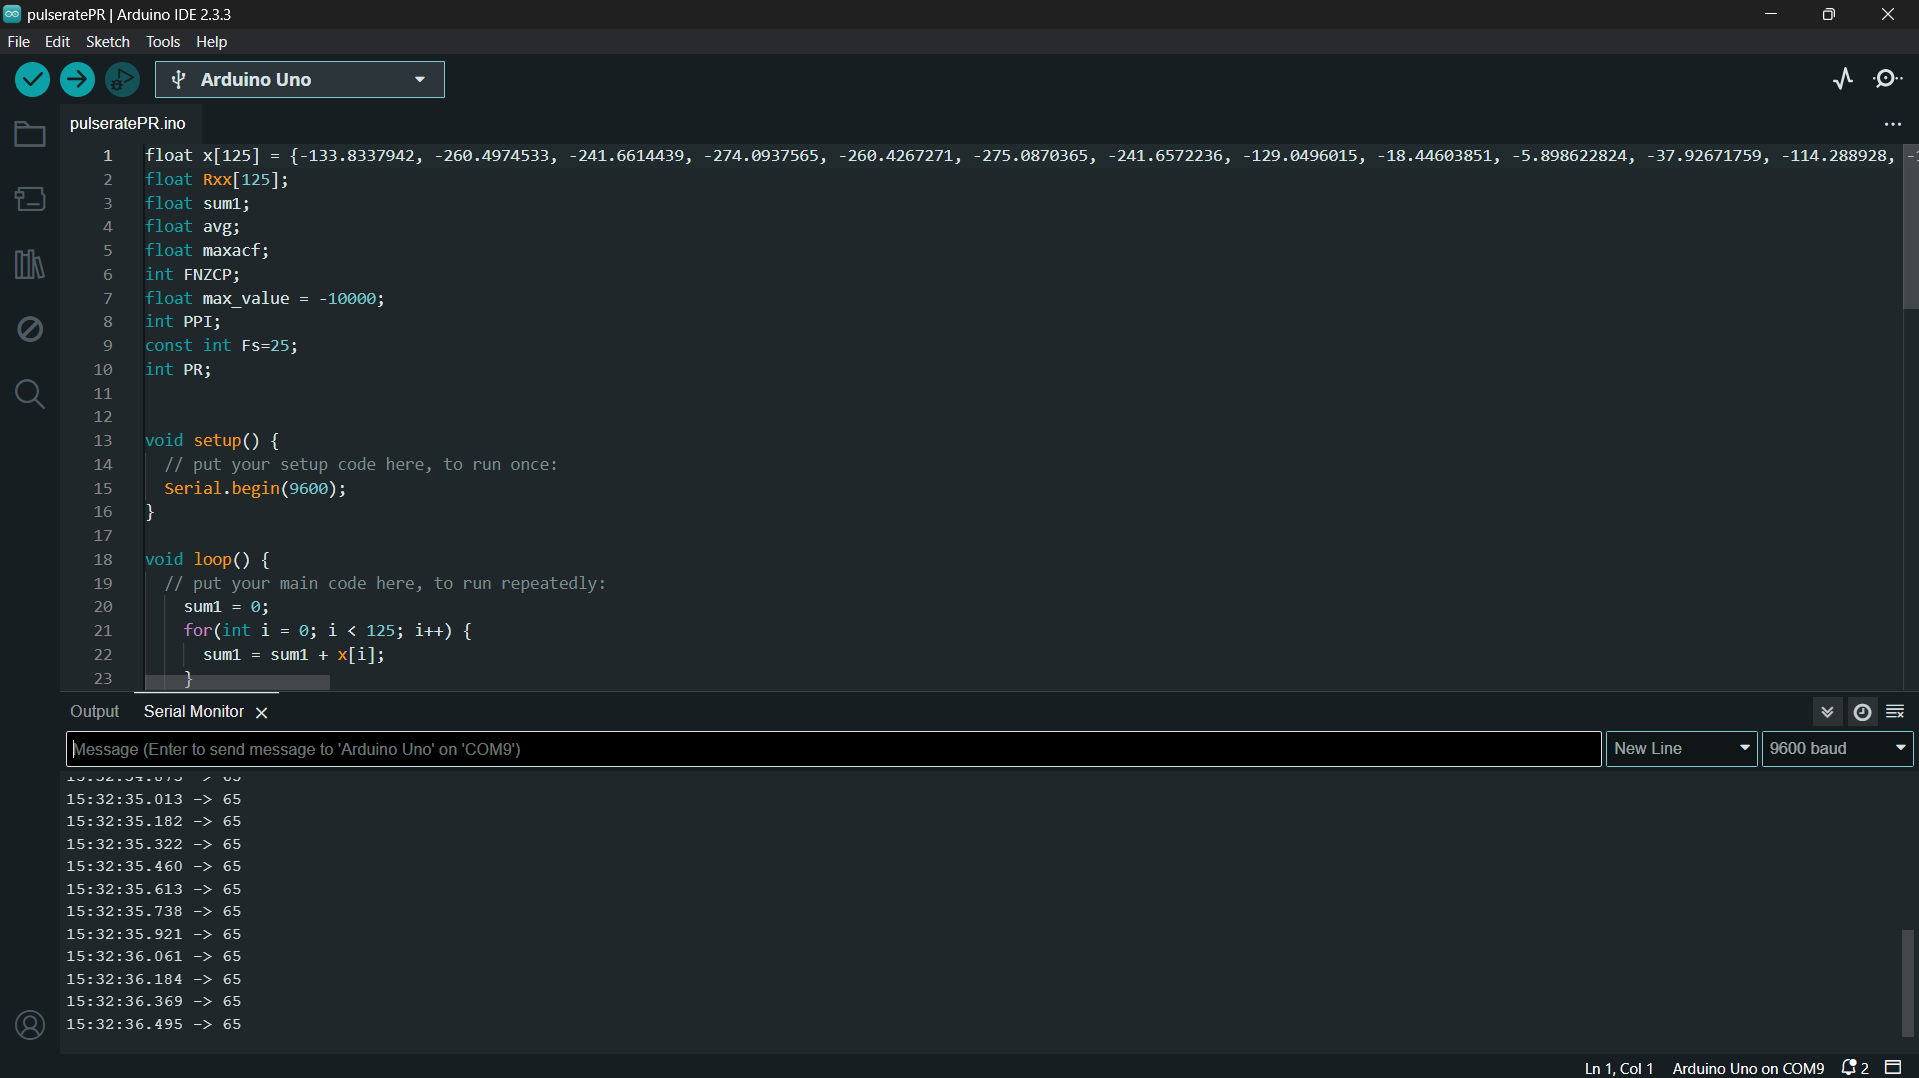 pulseratePR | Arduino IDE 2.3.3
File Edit Sketch Tools Help
Arduino Uno
pulseratePR.ino
1 float x[125] = {-133.8337942, -260.4974533, -241.6614439, -274.0937565, -260.4267271, -275.0870365, -241.6572236, -129.0496015, -18.44603851, -5.898622824, -37.92671759, -114.288928,
2 float Rxx[125];
3 float sum1;
4 float avg;
5 float maxacf;
6 int FNZCP;
7 float max_value = -10000;
8 int PPI;
9 const int Fs=25;
10 int PR;
11
12
13 void setup() {
14 // put your setup code here, to run once:
15 Serial.begin(9600);
16 }
17
18 void loop() {
19 // put your main code here, to run repeatedly:
20 sum1 = 0;
21 for(int i = 0; i < 125; i++) {
22 sum1 = sum1 + x[i];
23 }
Output Serial Monitor
Message (Enter to send message to 'Arduino Uno' on 'COM9')
New Line 9600 baud
15:32:35.013 -> 65
15:32:35.182 -> 65
15:32:35.322 -> 65
15:32:35.460 -> 65
15:32:35.613 -> 65
15:32:35.738 -> 65
15:32:35.921 -> 65
15:32:36.061 -> 65
15:32:36.184 -> 65
15:32:36.369 -> 65
15:32:36.495 -> 65
Ln 1, Col 1 Arduino Uno on COM9 2